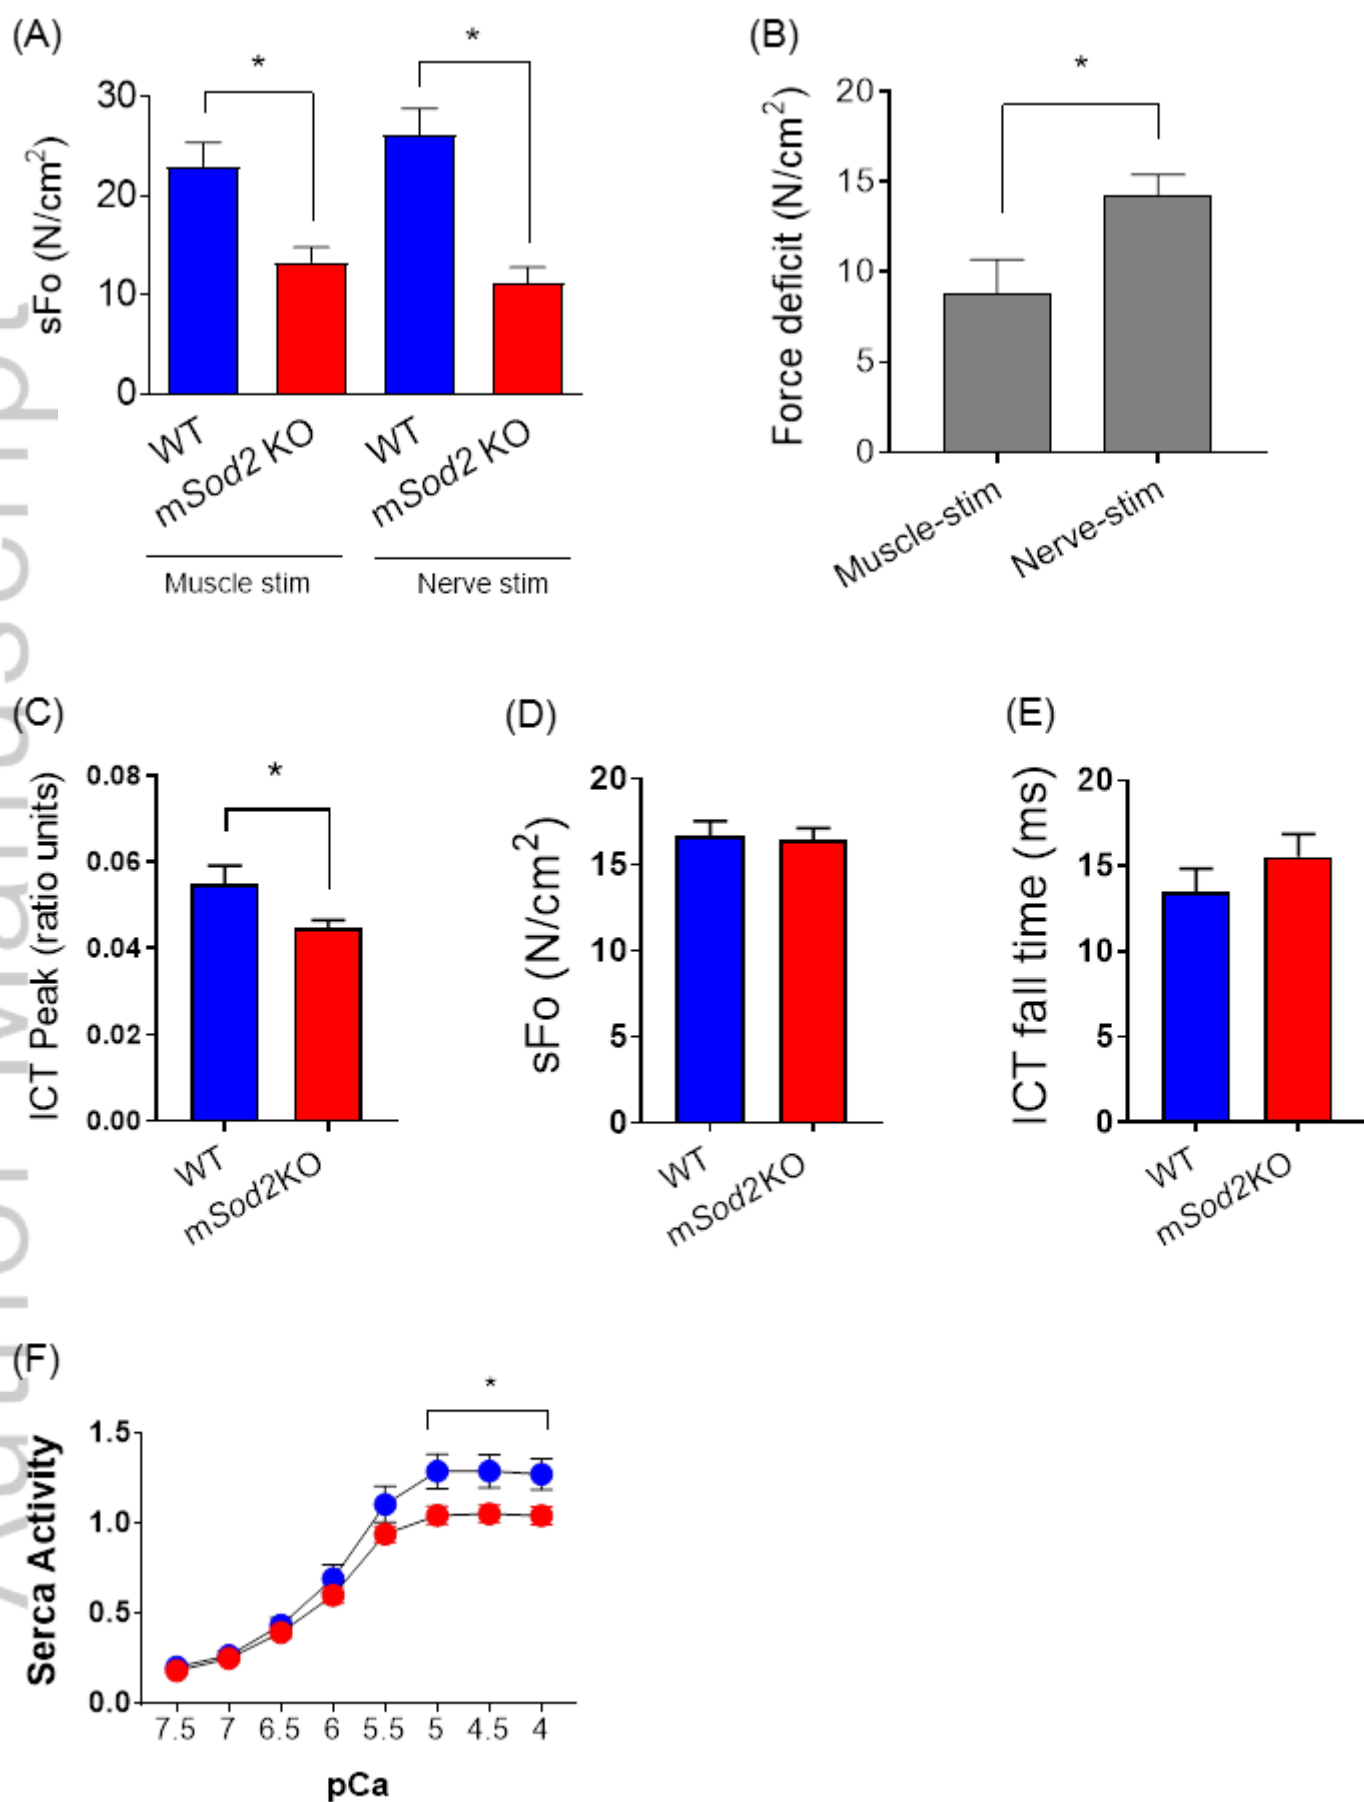 (A)
*
*
30
20
10
0
sFo (N/cm²)
WT
mSod2 KO
WT
mSod2 KO
Muscle stim
Nerve stim
(B)
*
20
15
10
5
0
Force deficit (N/cm²)
Muscle-stim
Nerve-stim
(C)
*
0.08
0.06
0.04
0.02
0.00
ICT Peak (ratio units)
WT
mSod2KO
(D)
20
15
10
5
0
sFo (N/cm²)
WT
mSod2KO
(E)
20
15
10
5
0
ICT fall time (ms)
WT
mSod2KO
(F)
*
1.5
1.0
0.5
0.0
Serca Activity
7.5 7 6.5 6 5.5 5 4.5 4
pCa
Author Manuscript